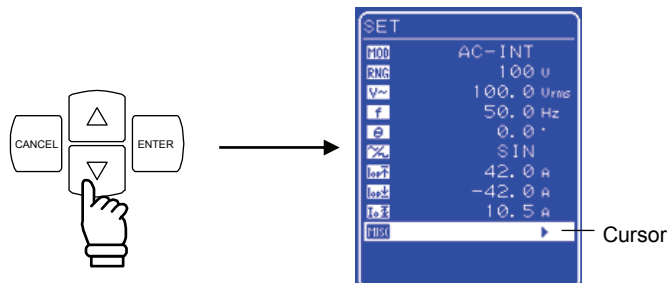 CANCEL
ENTER
SET
MOD AC-INT
RNG 100 V
V~ 100.0 Vrms
f 50.0 Hz
θ 0.0 °
SIN
42.0 A
-42.0 A
10.5 A
MISC
Cursor